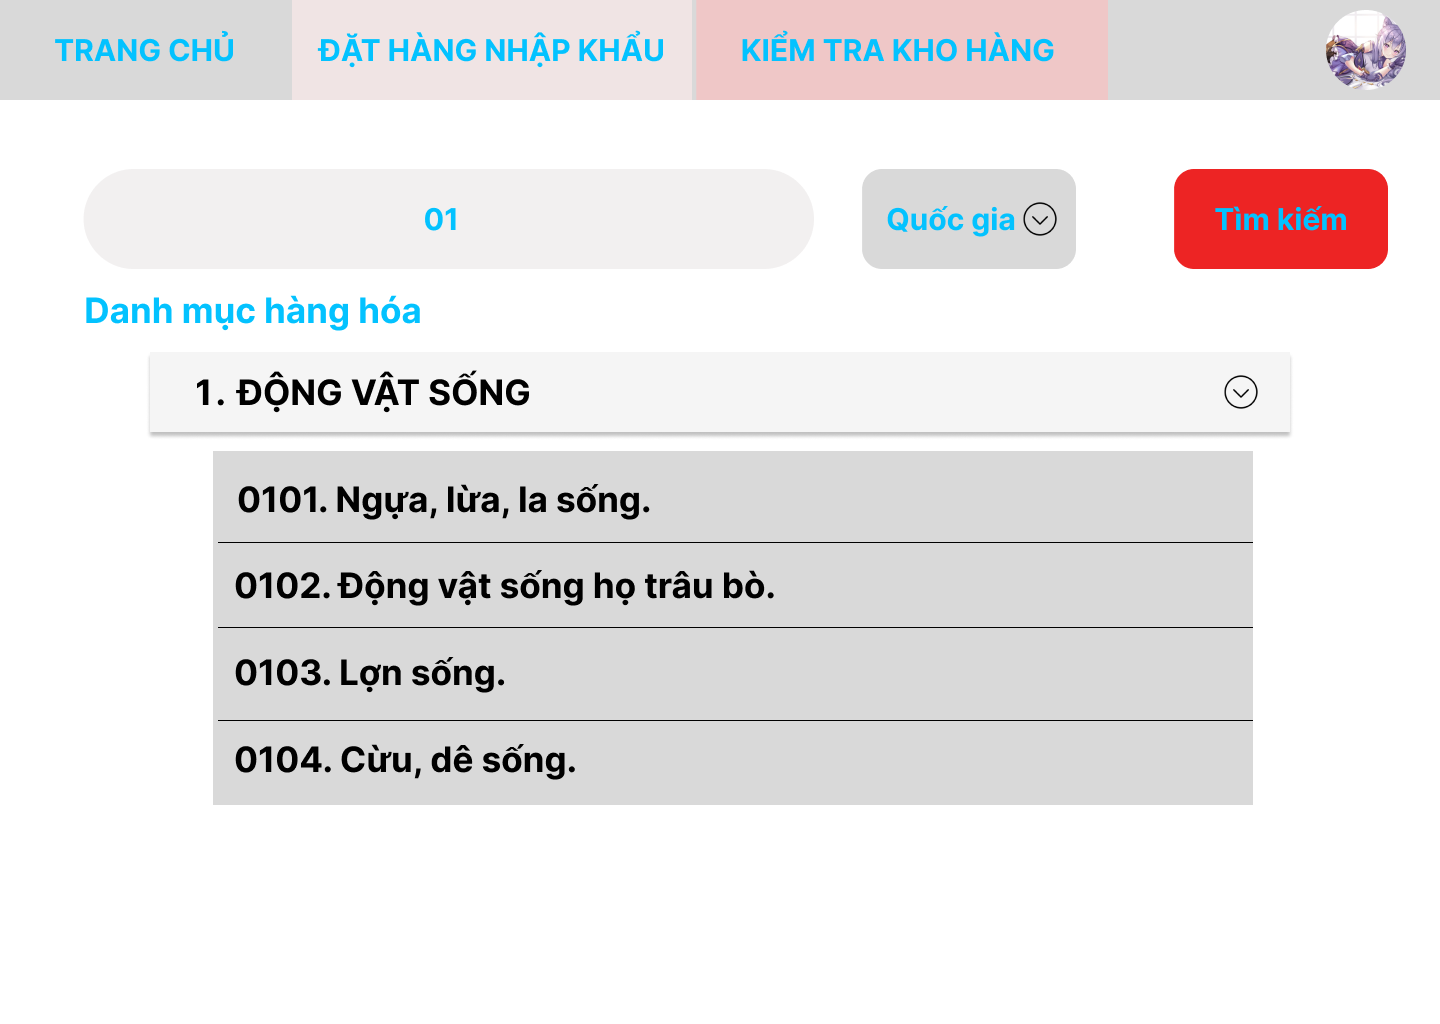 TRANG CHỦ
ĐẶT HÀNG NHẬP KHẨU
KIỂM TRA KHO HÀNG
01
Quốc gia
Tìm kiếm
Danh mục hàng hóa
1. ĐỘNG VẬT SỐNG
0101. Ngựa, lừa, la sống.
0102. Động vật sống họ trâu bò.
0103. Lợn sống.
0104. Cừu, dê sống.